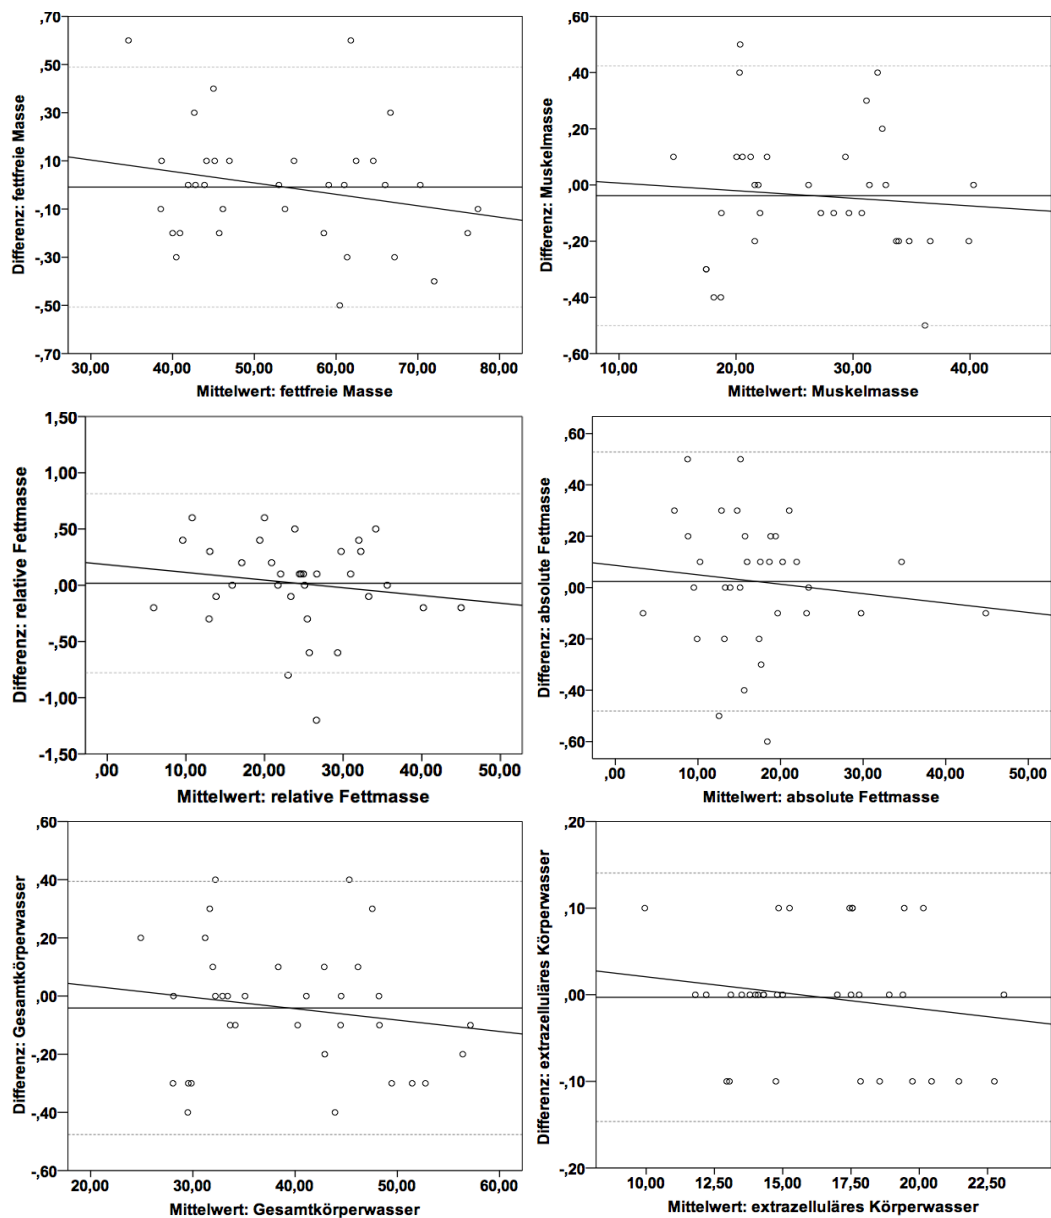 ,70
,50
,30
,10
-,10
-,30
-,50
-,70
Differenz: fettfreie Masse
30,00 40,00 50,00 60,00 70,00 80,00
Mittelwert: fettfreie Masse
,60
,40
,20
,00
-,20
-,40
-,60
Differenz: Muskelmasse
10,00 20,00 30,00 40,00
Mittelwert: Muskelmasse
1,50
1,00
,50
,00
-,50
-1,00
-1,50
Differenz: relative Fettmasse
,00 10,00 20,00 30,00 40,00 50,00
Mittelwert: relative Fettmasse
,60
,40
,20
,00
-,20
-,40
-,60
Differenz: absolute Fettmasse
,00 10,00 20,00 30,00 40,00 50,00
Mittelwert: absolute Fettmasse
,60
,40
,20
,00
-,20
-,40
-,60
Differenz: Gesamtkörperwasser
20,00 30,00 40,00 50,00 60,00
Mittelwert: Gesamtkörperwasser
,20
,10
,00
-,10
-,20
Differenz: extrazelluläres Körperwasser
10,00 12,50 15,00 17,50 20,00 22,50
Mittelwert: extrazelluläres Körperwasser